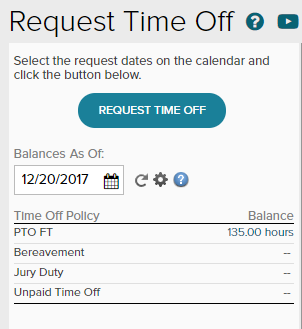 Request Time Off ?
Select the request dates on the calendar and
click the button below.
REQUEST TIME OFF
Balances As Of:
12/20/2017 ?
Time Off Policy Balance
PTO FT 135.00 hours
Bereavement --
Jury Duty --
Unpaid Time Off --